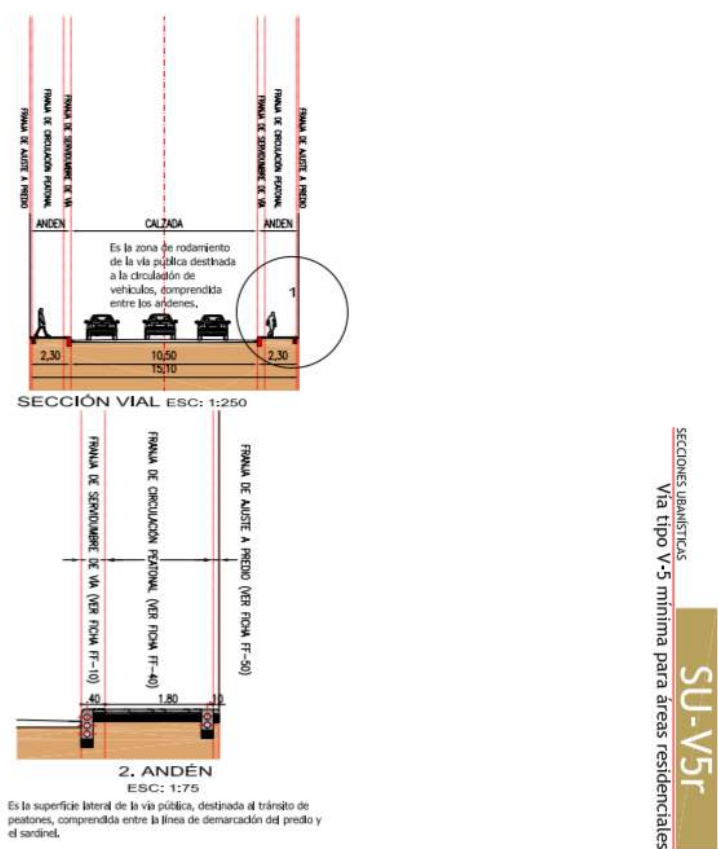 FRANJA DE AJUSTE A PREDIO
FRANJA DE CIRCULACIÓN PEATONAL
FRANJA DE SERVIDUMBRE DE VIA
FRANJA DE SERVIDUMBRE DE VIA
FRANJA DE CIRCULACIÓN PEATONAL
FRANJA DE AJUSTE A PREDIO
ANDEN
CALZADA
ANDEN
Es la zona de rodamiento
de la vía pública destinada
a la circulación de
vehículos, comprendida
entre los andenes.
1
2,30
10,50
2,30
15,10
SECCIÓN VIAL ESC: 1:250
FRANJA DE SERVIDUMBRE DE VÍA (VER FICHA FF-10)
FRANJA DE CIRCULACIÓN PEATONAL (VER FICHA FF-40)
FRANJA DE AJUSTE A PREDIO (VER FICHA FF-50)
.40
1.80
.10
2. ANDÉN
ESC: 1:75
Es la superficie lateral de la vía pública, destinada al tránsito de
peatones, comprendida entre la línea de demarcación del predio y
el sardinel.
SECCIONES UBANÍSTICAS
Vía tipo V-5 mínima para áreas residenciales
SU-V5r